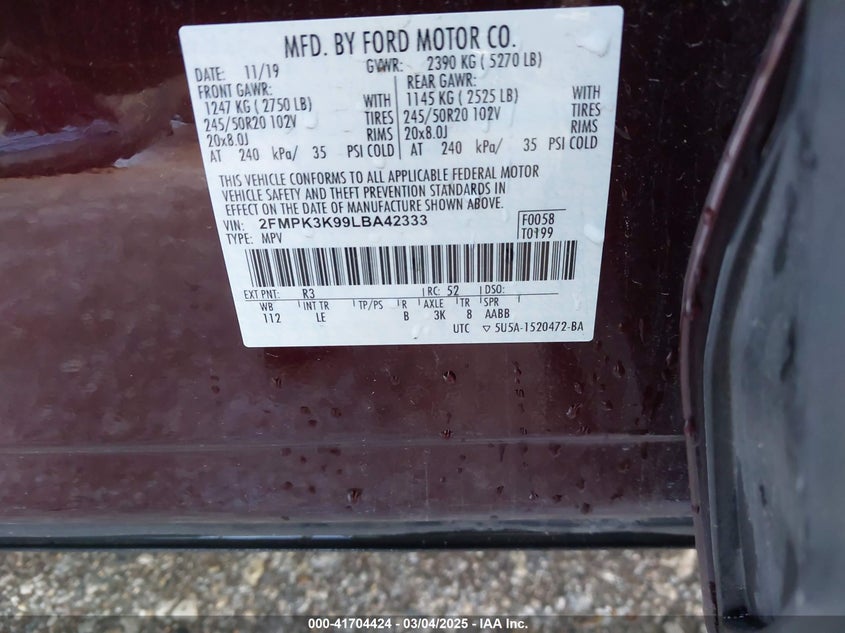 MFD. BY FORD MOTOR CO.
DATE: 11/19 GVWR: 2390 KG ( 5270 LB)
FRONT GAWR: REAR GAWR:
1247 KG ( 2750 LB) WITH 1145 KG ( 2525 LB) WITH
245/50R20 102V TIRES 245/50R20 102V TIRES
20x8.0J RIMS 20x8.0J RIMS
AT 240 kPa/ 35 PSI COLD AT 240 kPa/ 35 PSI COLD
THIS VEHICLE CONFORMS TO ALL APPLICABLE FEDERAL MOTOR
VEHICLE SAFETY AND THEFT PREVENTION STANDARDS IN
EFFECT ON THE DATE OF MANUFACTURE SHOWN ABOVE.
VIN: 2FMPK3K99LBA42333 F0058
TYPE: MPV T0199
EXT PNT: R3 RC: 52 DSO:
WB INT TR TP/PS R AXLE TR SPR
112 LE B 3K 8 AABB
UTC ▽ 5U5A-1520472-BA
000-41704424 - 03/04/2025 - IAA Inc.